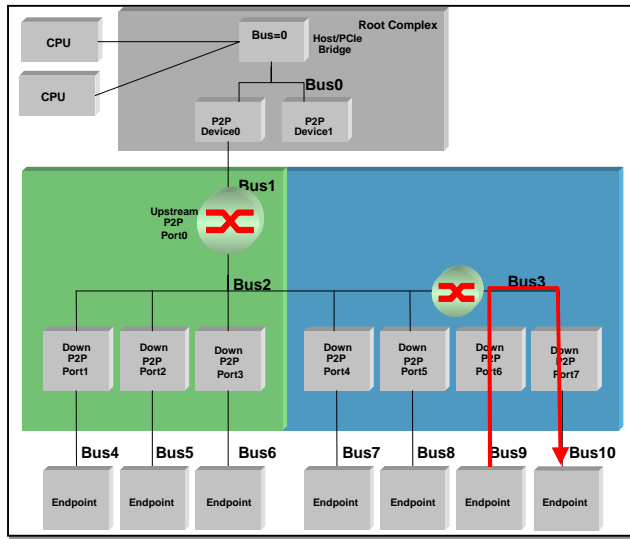 Root Complex
CPU
Bus=0
Host/PCIe
Bridge
CPU
Bus0
P2P
Device0
P2P
Device1
Bus1
Upstream
P2P
Port0
Bus2
Bus3
Down
P2P
Port1
Down
P2P
Port2
Down
P2P
Port3
Down
P2P
Port4
Down
P2P
Port5
Down
P2P
Port6
Down
P2P
Port7
Bus4
Bus5
Bus6
Bus7
Bus8
Bus9
Bus10
Endpoint
Endpoint
Endpoint
Endpoint
Endpoint
Endpoint
Endpoint